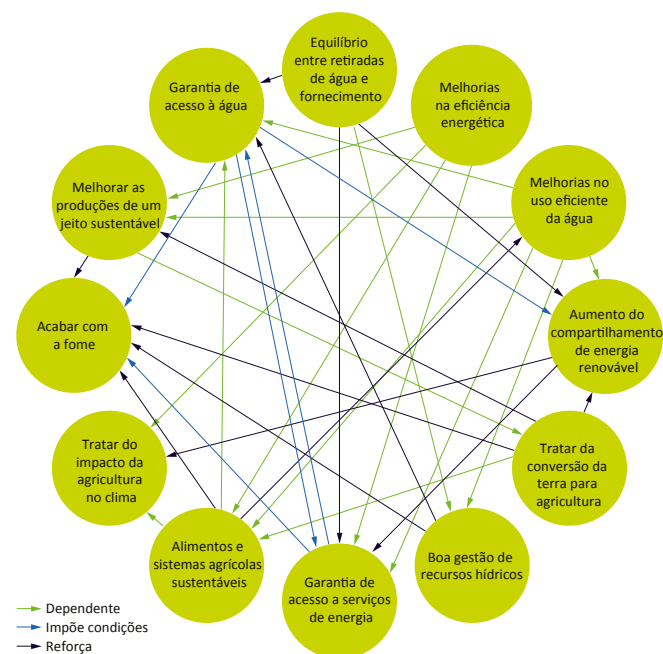 Equilíbrio
entre retiradas
de água e
fornecimento
Melhorias
na eficiência
energética
Melhorias no
uso eficiente
da água
Aumento do
compartilhamento
de energia
renovável
Tratar da
conversão da
terra para
agricultura
Boa gestão de
recursos hídricos
Garantia de
acesso a serviços
de energia
Alimentos e
sistemas agrícolas
sustentáveis
Tratar do
impacto da
agricultura
no clima
Acabar com
a fome
Melhorar as
produções de um
jeito sustentável
Garantia de
acesso à água
Dependente
Impõe condições
Reforça